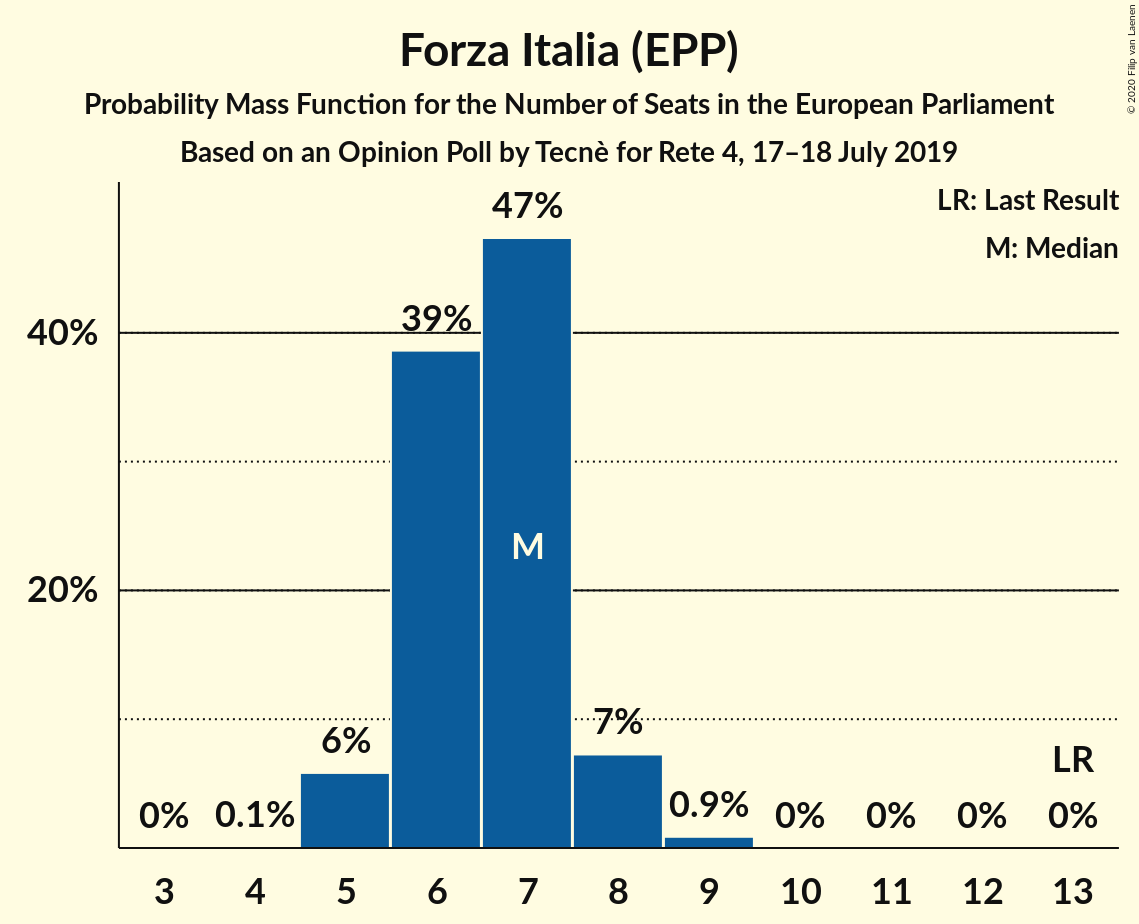 Forza Italia (EPP)
Probability Mass Function for the Number of Seats in the European Parliament
Based on an Opinion Poll by Tecnè for Rete 4, 17–18 July 2019
© 2020 Filip van Laenen
LR: Last Result
M: Median
47%
39%
40%
M
20%
7%
6%
LR
0.9%
0% 0.1% 0% 0% 0% 0%
3 4 5 6 7 8 9 10 11 12 13